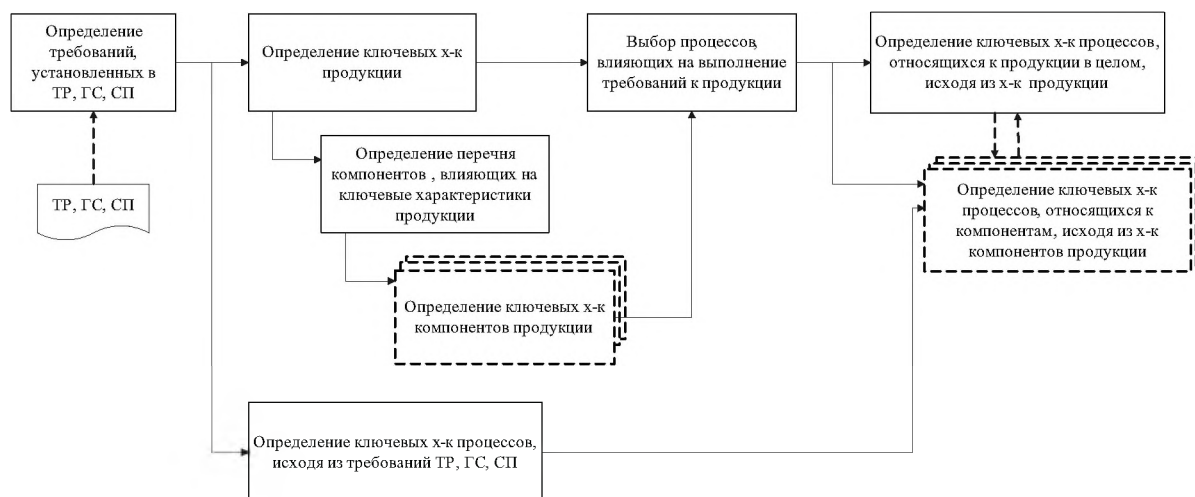 Определение
требований,
установленных в
ТР, ГС, СП
ТР, ГС, СП
Определение ключевых х-к
продукции
Определение перечня
компонентов , влияющих на
ключевые характеристики
продукции
Определение ключевых х-к
компонентов продукции
Определение ключевых х-к процессов,
исходя из требований ТР, ГС, СП
Выбор процессов,
влияющих на выполнение
требований к продукции
Определение ключевых х-к процессов,
относящихся к продукции в целом,
исходя из х-к продукции
Определение ключевых х-к
процессов, относящихся к
компонентам, исходя из х-к
компонентов продукции